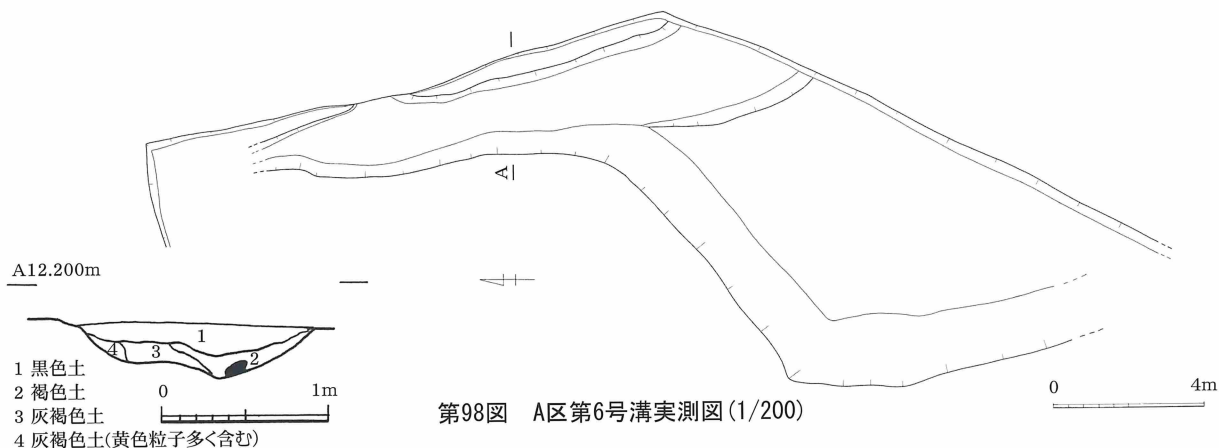 A
A12.200m
1
2
3
4
1 黒色土
2 褐色土
3 灰褐色土
4 灰褐色土(黄色粒子多く含む)
0 1m
第98図 A区第6号溝実測図(1/200)
0 4m